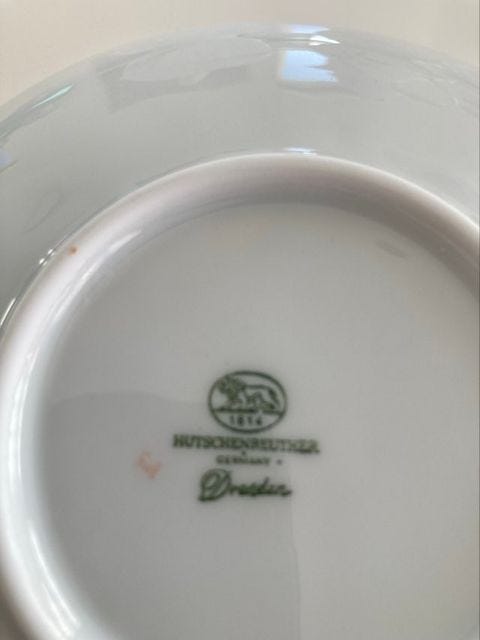 1814
HUTSCHENREUTHER
GERMANY
Dresden